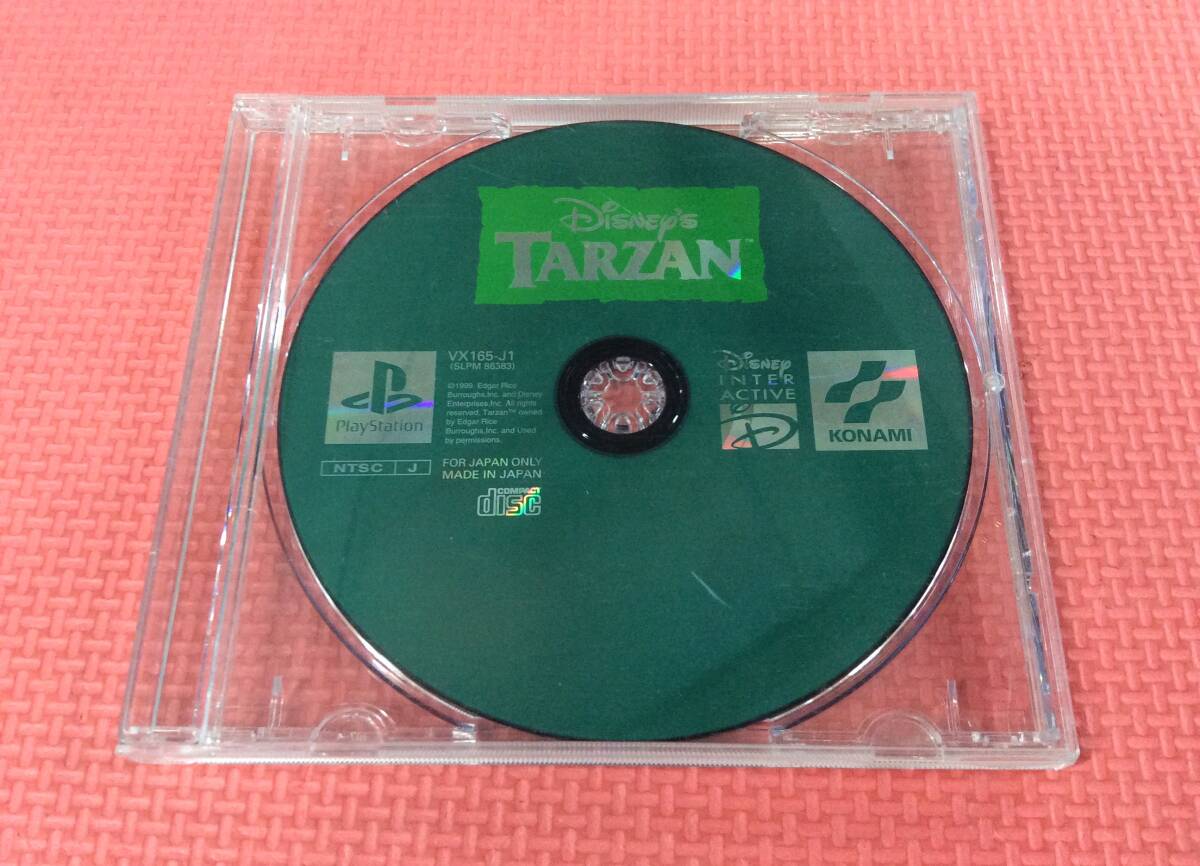 Disney's
TARZAN™
PlayStation
NTSC J
VX165-J1
(SLPM 86383)
©1999 Edgar Rice
Burroughs,Inc. and Disney
Enterprises,Inc. All rights
reserved. Tarzan™ owned
by Edgar Rice
Burroughs,Inc. and Used
by permissions.
FOR JAPAN ONLY
MADE IN JAPAN
COMPACT
disc
Disney
INTER
ACTIVE
D
KONAMI